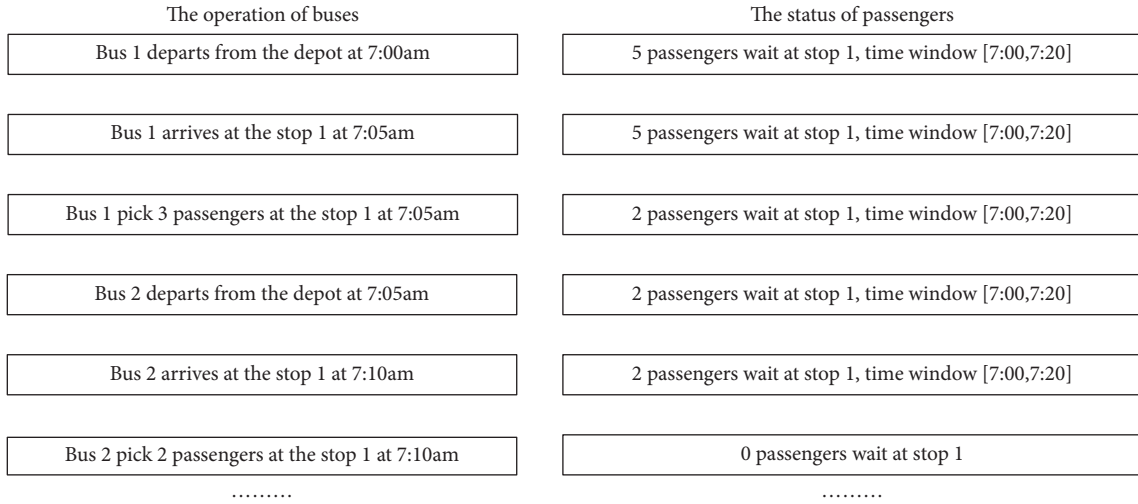 The operation of buses
The status of passengers
Bus 1 departs from the depot at 7:00am
5 passengers wait at stop 1, time window [7:00,7:20]
Bus 1 arrives at the stop 1 at 7:05am
5 passengers wait at stop 1, time window [7:00,7:20]
Bus 1 pick 3 passengers at the stop 1 at 7:05am
2 passengers wait at stop 1, time window [7:00,7:20]
Bus 2 departs from the depot at 7:05am
2 passengers wait at stop 1, time window [7:00,7:20]
Bus 2 arrives at the stop 1 at 7:10am
2 passengers wait at stop 1, time window [7:00,7:20]
Bus 2 pick 2 passengers at the stop 1 at 7:10am
0 passengers wait at stop 1
.........
.........